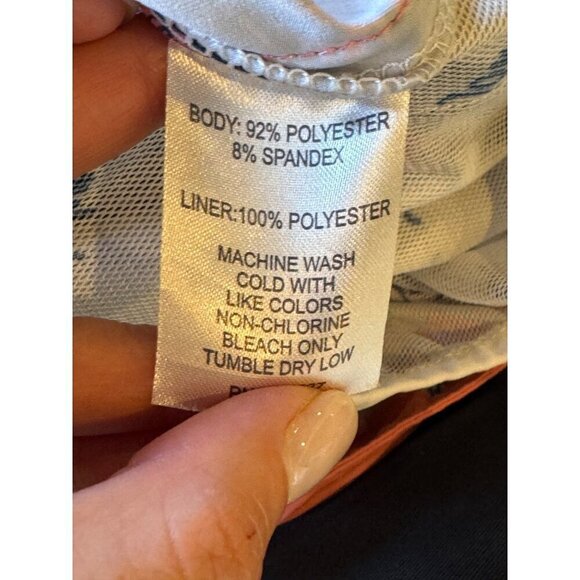 BODY: 92% POLYESTER
8% SPANDEX
LINER:100% POLYESTER
MACHINE WASH
COLD WITH
LIKE COLORS
NON-CHLORINE
BLEACH ONLY
TUMBLE DRY LOW